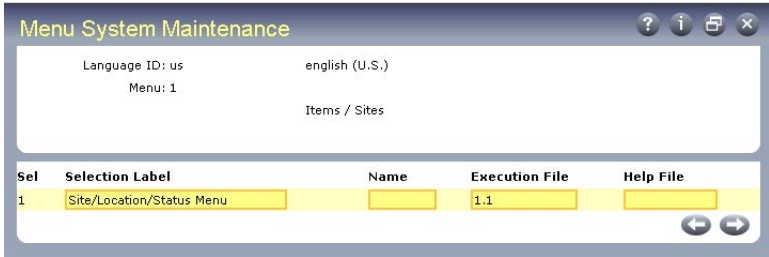 Menu System Maintenance
Language ID: us english (U.S.)
Menu: 1
Items / Sites
Sel Selection Label Name Execution File Help File
1 Site/Location/Status Menu 1.1